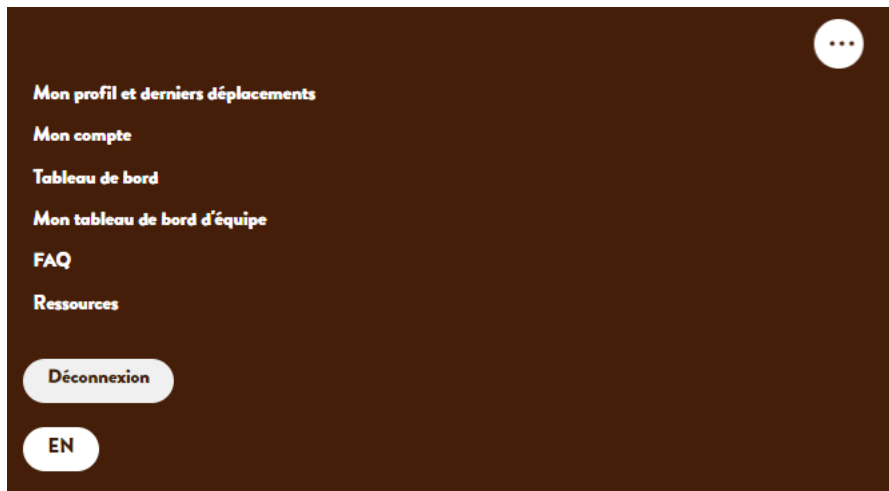 Mon profil et derniers déplacements
Mon compte
Tableau de bord
Mon tableau de bord d'équipe
FAQ
Ressources
Déconnexion
EN